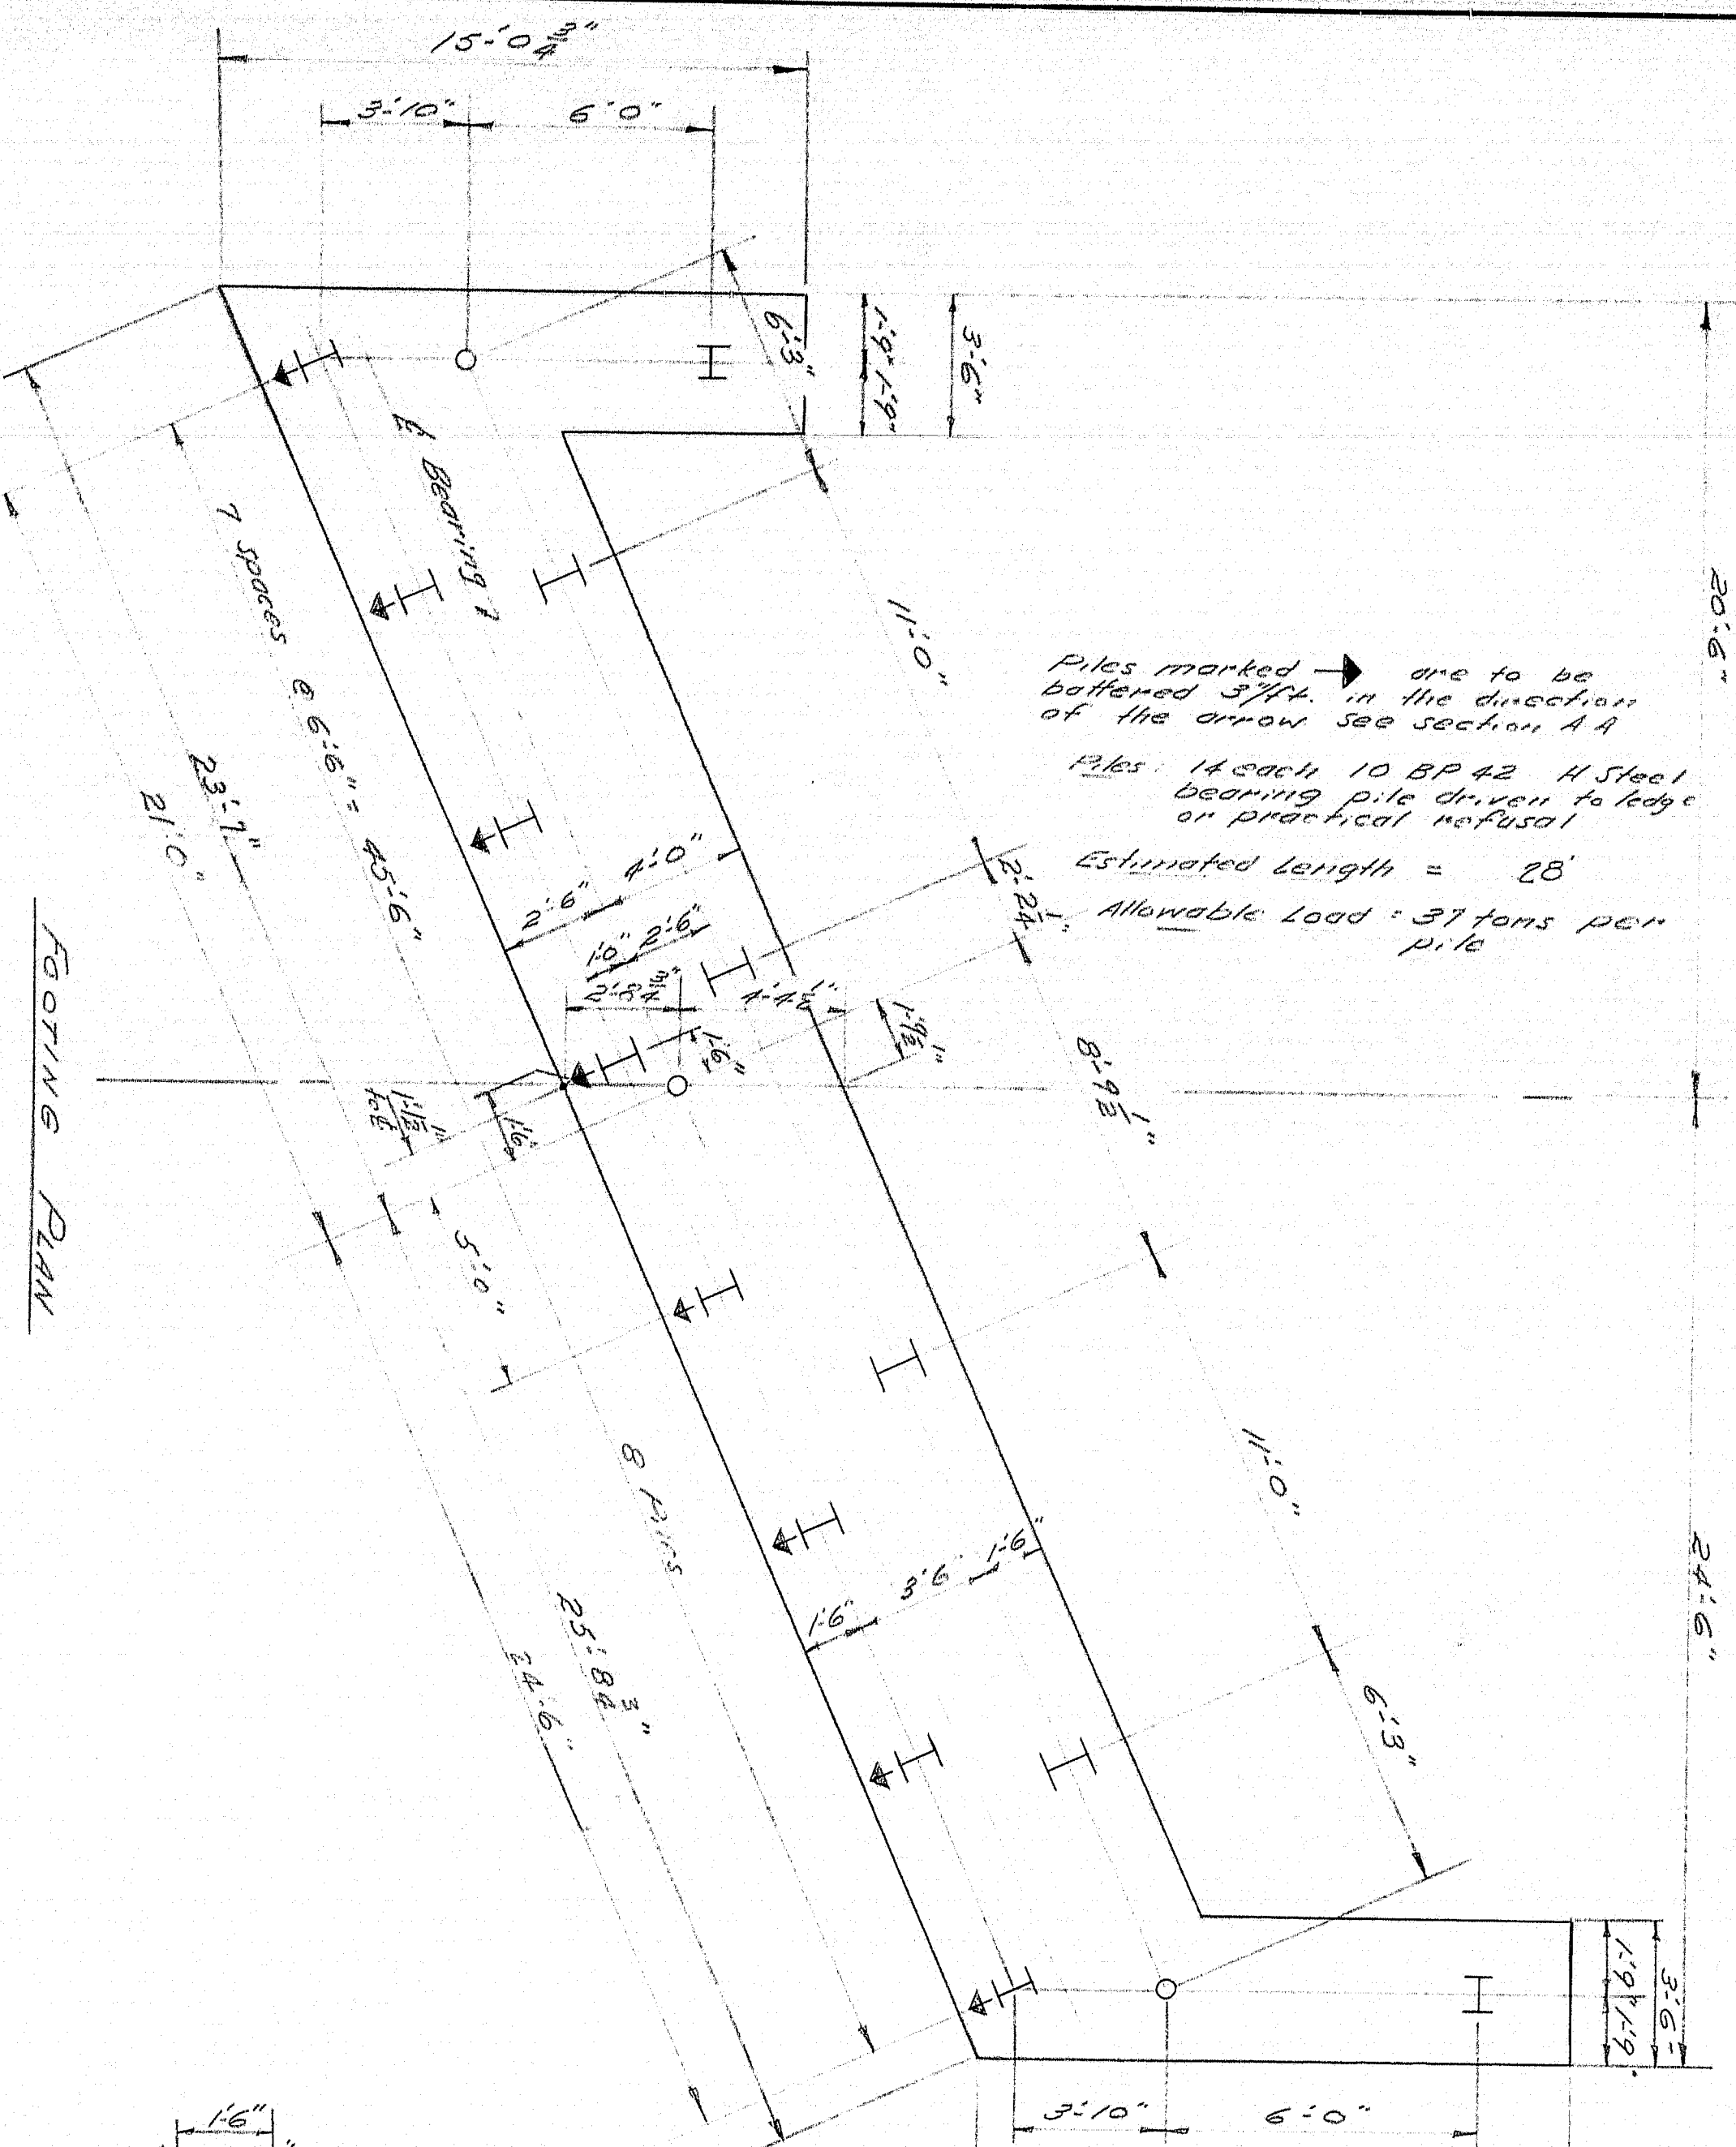 15'-0 3/4"
3'-10"
6'-0"
6'-3"
1'-9" 1'-9"
3'-6"
20'-6"
℄ Bearing
7 spaces @ 6'-6" = 45'-6"
23'-7"
21'-0"
11'-0"
Piles marked → are to be
battered 3"/ft. in the direction
of the arrow see section A A
Piles: 14 each 10 BP 42 H Steel
bearing pile driven to ledge
or practical refusal
Estimated Length = 28'
Allowable Load = 37 tons per
pile
2'-6" 4'-0"
1'-0" 2'-6"
2'-8 3/4"
4'-4 1/2"
2'-2 1/4"
1'-6"
1'-9 1/2"
8'-9 1/2"
1'-1 1/2"
to ℄
1'-6"
5'-0"
FOOTING PLAN
8 Piles
25'-8 3/4"
24'-6"
11'-0"
1'-6" 3'-6" 1'-6"
6'-3"
24'-6"
1'-9" 1'-9"
3'-6"
3'-10"
6'-0"
1'-6"